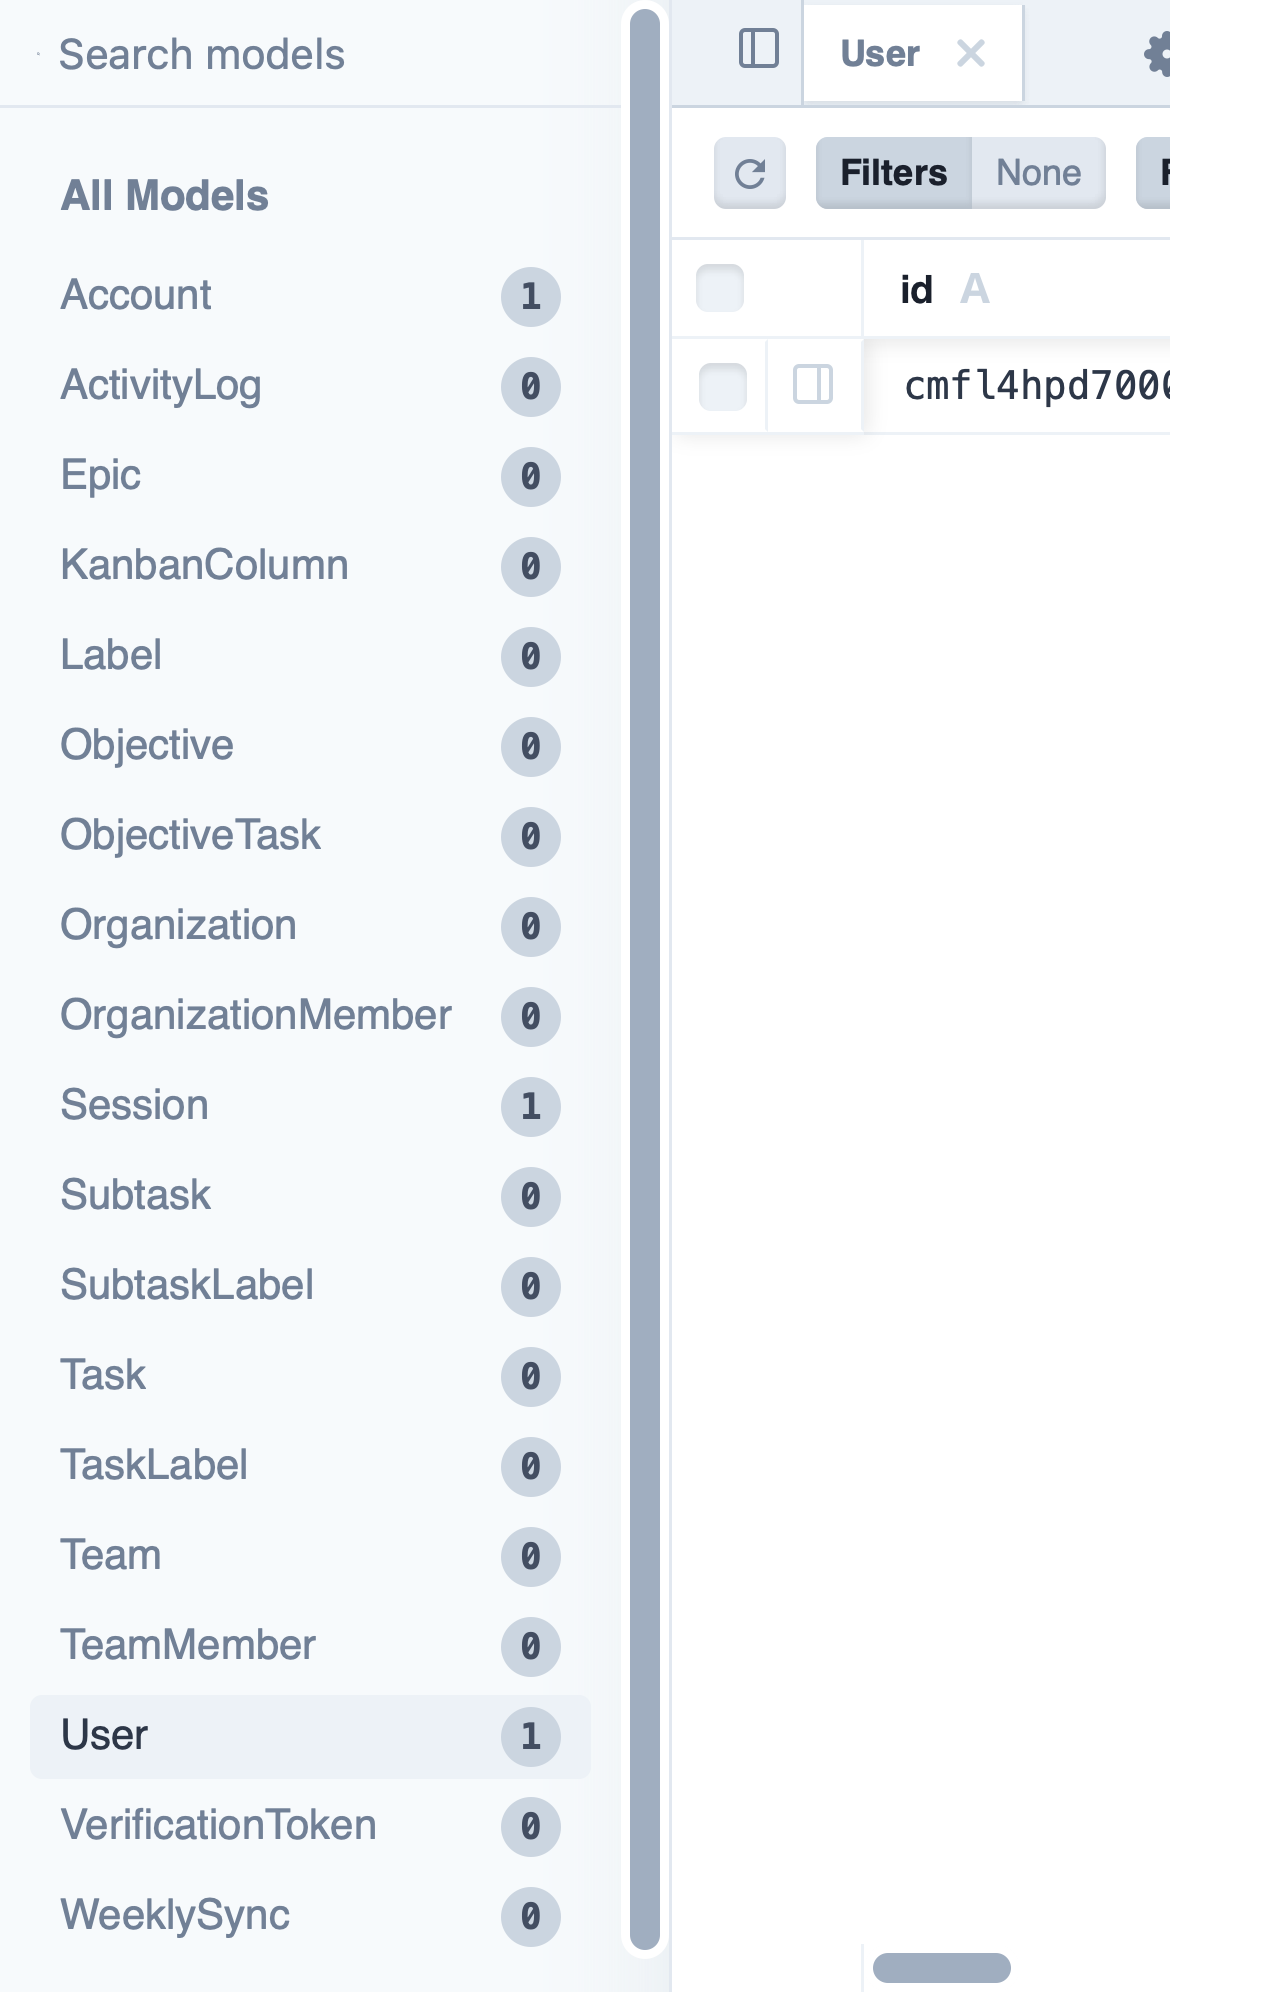 Search models
All Models
Account 1
ActivityLog 0
Epic 0
KanbanColumn 0
Label 0
Objective 0
ObjectiveTask 0
Organization 0
OrganizationMember 0
Session 1
Subtask 0
SubtaskLabel 0
Task 0
TaskLabel 0
Team 0
TeamMember 0
User 1
VerificationToken 0
WeeklySync 0
User
Filters None
id A